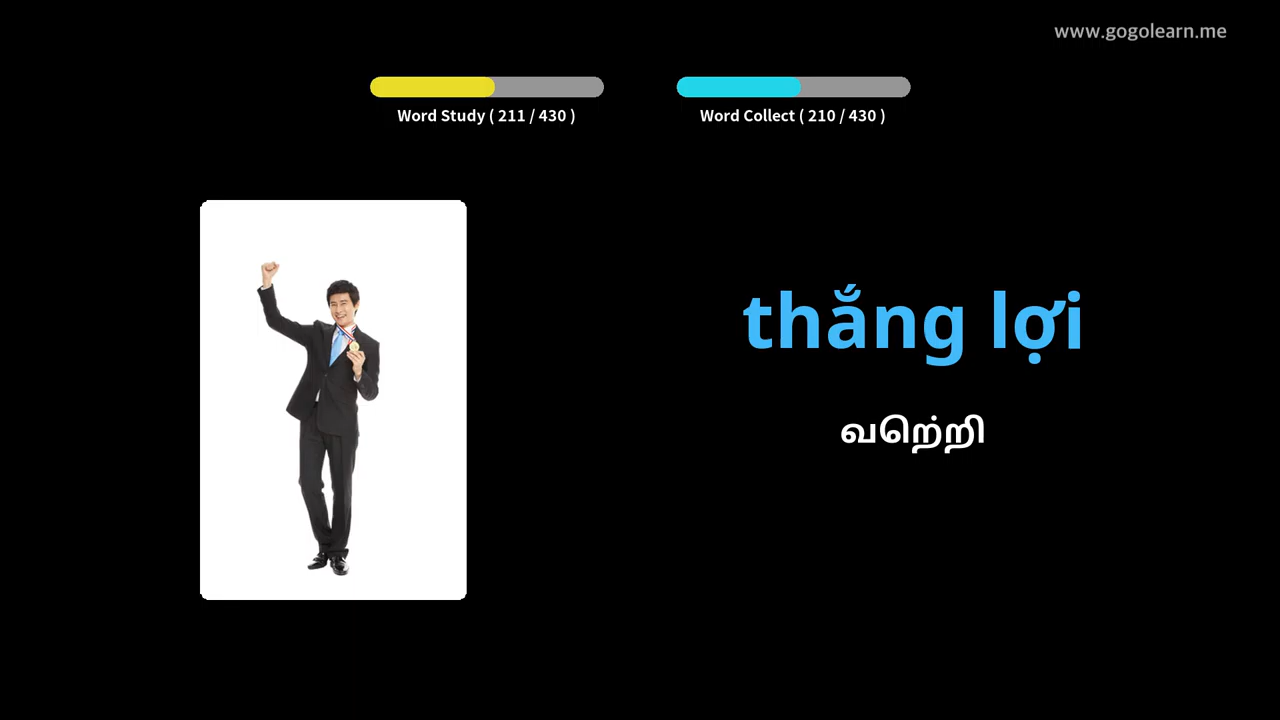 www.gogolearn.me
Word Study ( 211 / 430 )
Word Collect ( 210 / 430 )
thắng lợi
வெற்றி